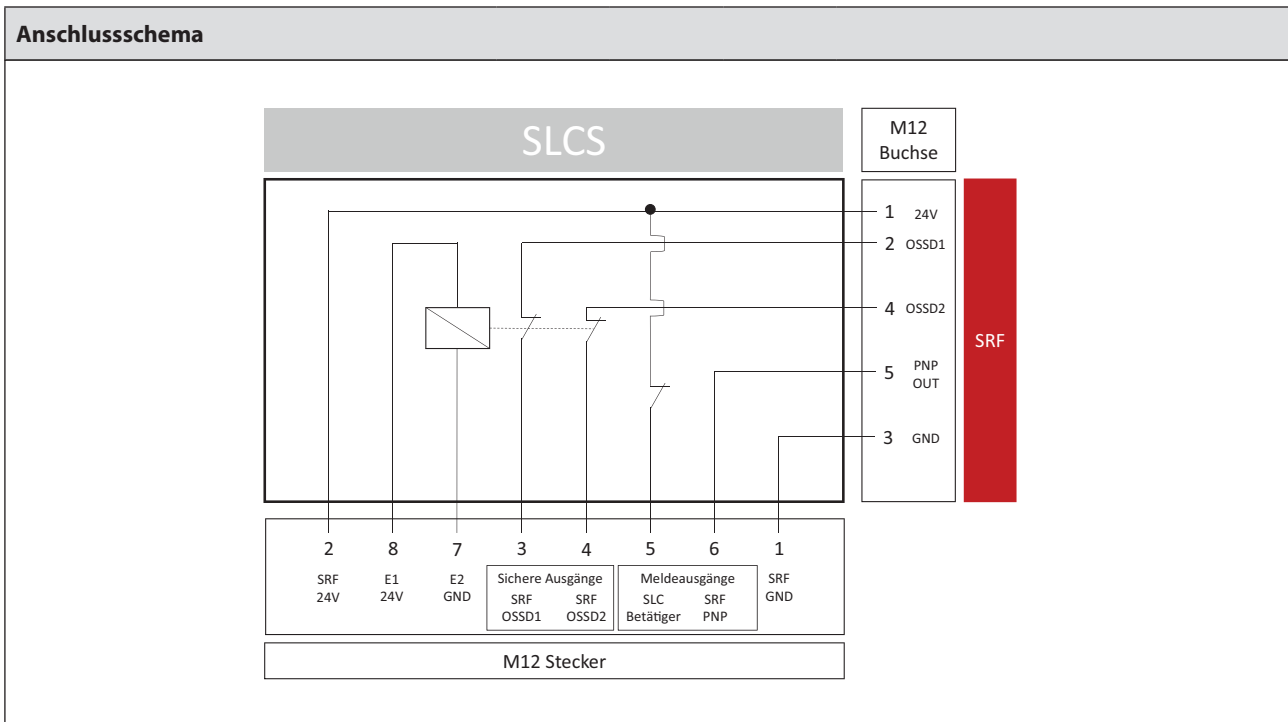 Anschlussschema
SLCS
M12
Buchse
1 24V
2 OSSD1
4 OSSD2
SRF
5 PNP
OUT
3 GND
2 8 7 3 4 5 6 1
SRF
24V
E1
24V
E2
GND
Sichere Ausgänge
SRF
OSSD1
SRF
OSSD2
Meldeausgänge
SLC
Betätiger
SRF
PNP
SRF
GND
M12 Stecker